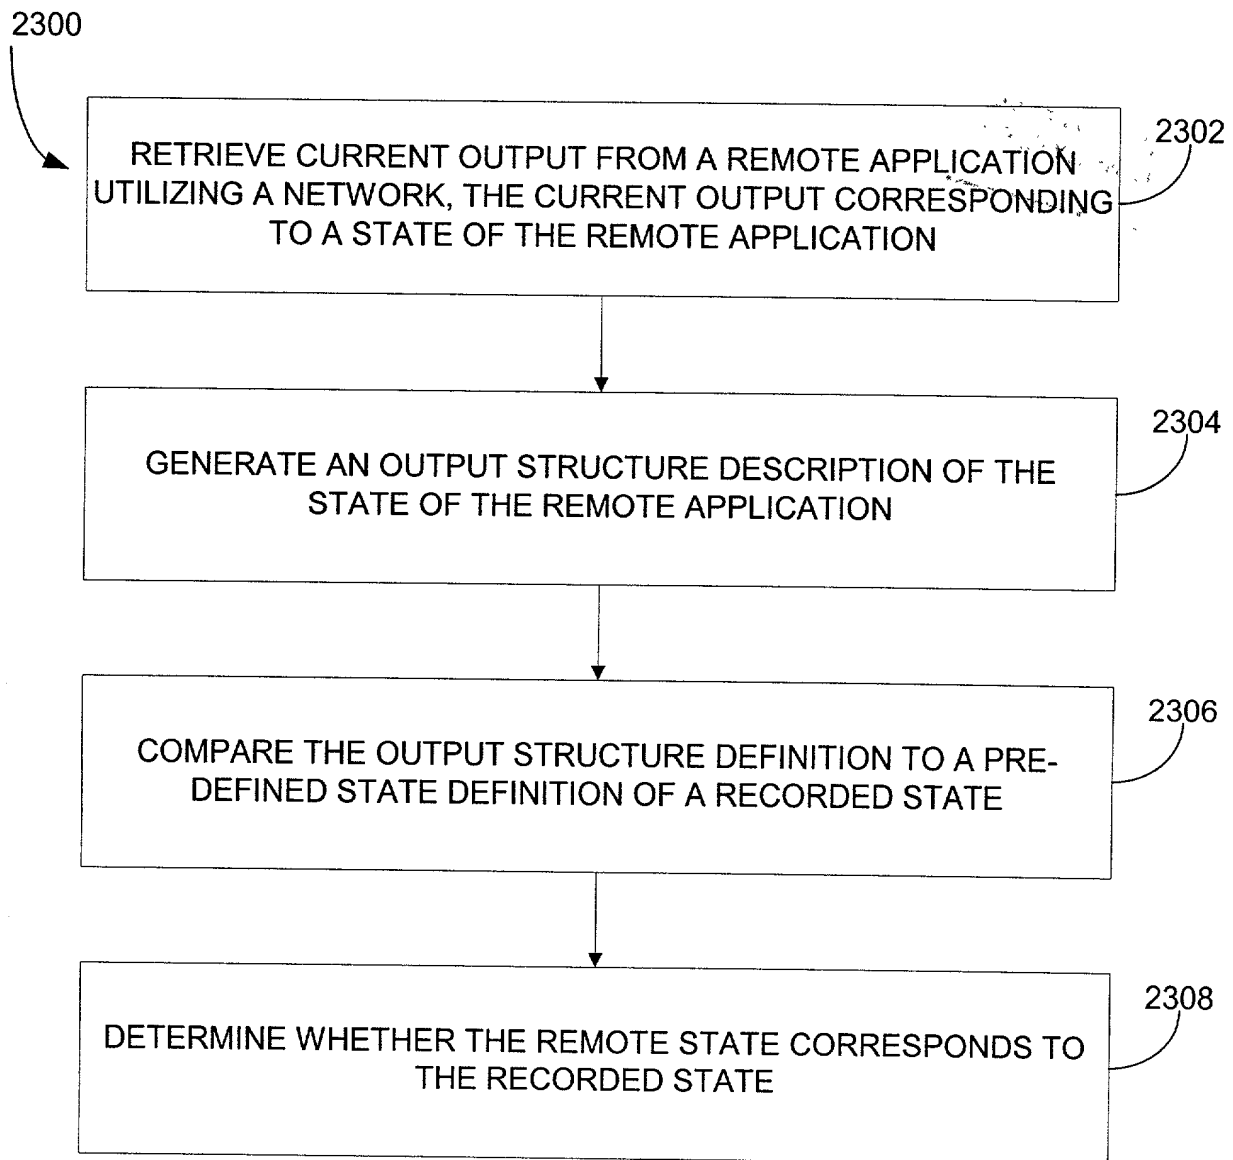 2300
2302
RETRIEVE CURRENT OUTPUT FROM A REMOTE APPLICATION
UTILIZING A NETWORK, THE CURRENT OUTPUT CORRESPONDING
TO A STATE OF THE REMOTE APPLICATION
2304
GENERATE AN OUTPUT STRUCTURE DESCRIPTION OF THE
STATE OF THE REMOTE APPLICATION
2306
COMPARE THE OUTPUT STRUCTURE DEFINITION TO A PRE-
DEFINED STATE DEFINITION OF A RECORDED STATE
2308
DETERMINE WHETHER THE REMOTE STATE CORRESPONDS TO
THE RECORDED STATE